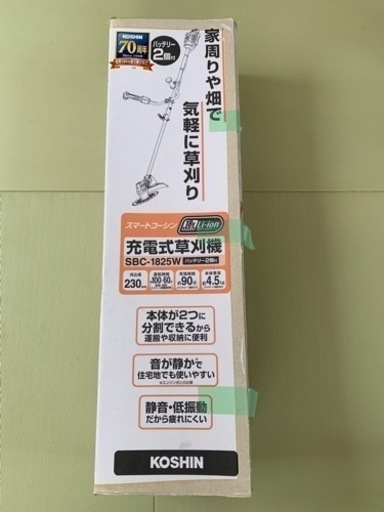 KOSHIN
70周年
バッテリー
2個付
家周りや畑で
気軽に草刈り
スマートコーシン
Li-ion
充電式草刈機
SBC-1825W
バッテリー2個付
230
約90分
約4.5
本体が2つに
分割できるから
運搬や収納に便利
音が静かで
住宅地でも使いやすい
静音・低振動
だから疲れにくい
KOSHIN